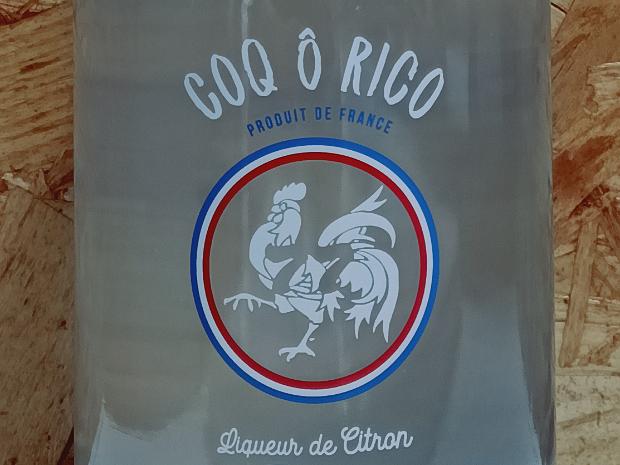 COQ Ô RICO
PRODUIT DE FRANCE
Liqueur de Citron